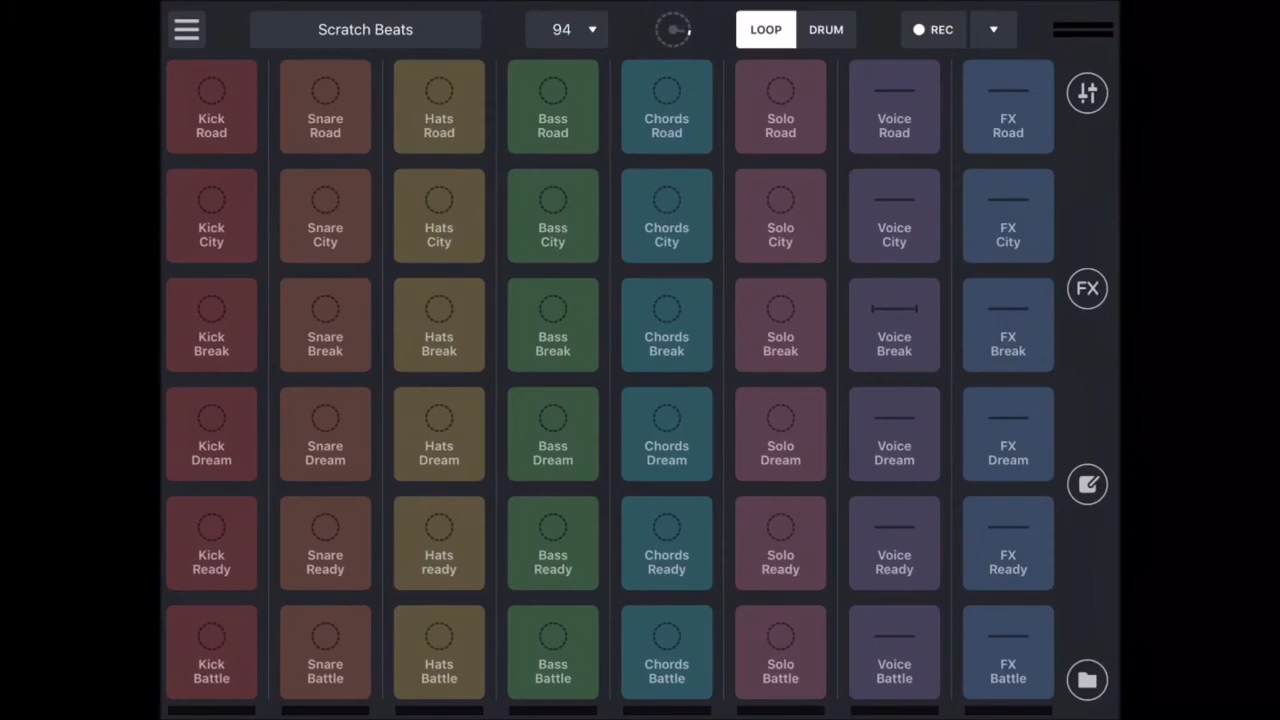 Scratch Beats 94 LOOP DRUM REC
Kick Snare Hats Bass Chords Solo Voice FX
Road Road Road Road Road Road Road Road
Kick Snare Hats Bass Chords Solo Voice FX
City City City City City City City City
FX
Kick Snare Hats Bass Chords Solo Voice FX
Break Break Break Break Break Break Break Break
Kick Snare Hats Bass Chords Solo Voice FX
Dream Dream Dream Dream Dream Dream Dream Dream
Kick Snare Hats Bass Chords Solo Voice FX
Ready Ready ready Ready Ready Ready Ready Ready
Kick Snare Hats Bass Chords Solo Voice FX
Battle Battle Battle Battle Battle Battle Battle Battle